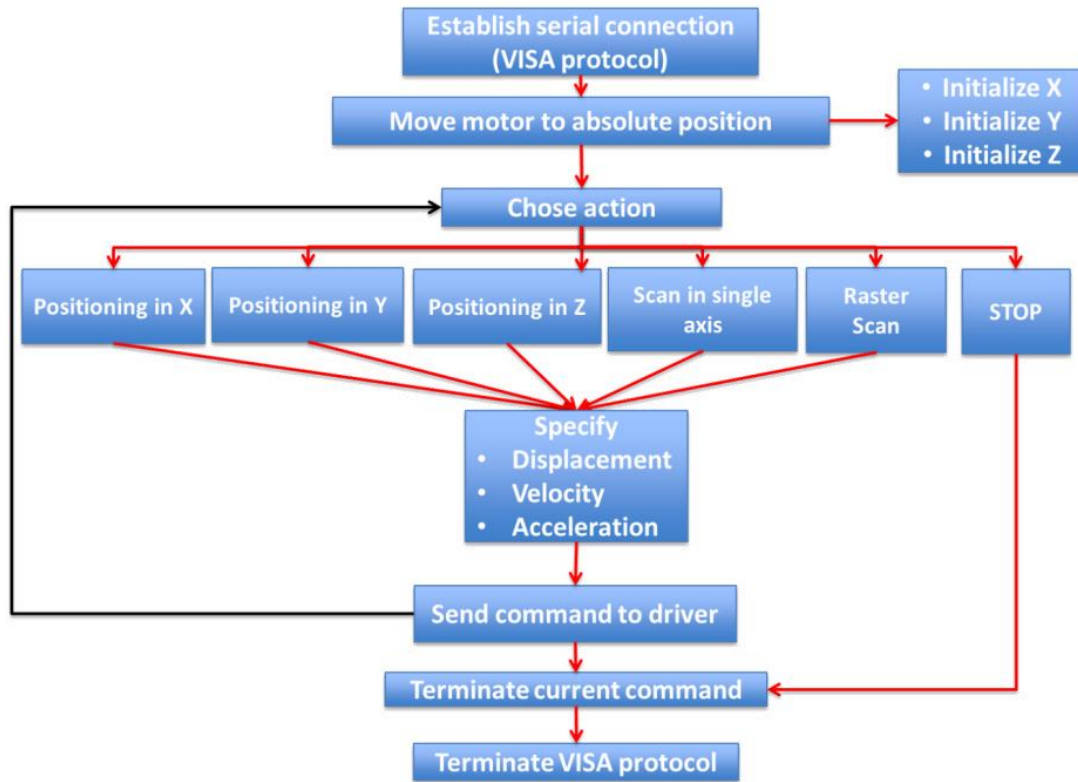 Establish serial connection
(VISA protocol)
Move motor to absolute position
• Initialize X
• Initialize Y
• Initialize Z
Chose action
Positioning in X
Positioning in Y
Positioning in Z
Scan in single
axis
Raster
Scan
STOP
Specify
• Displacement
• Velocity
• Acceleration
Send command to driver
Terminate current command
Terminate VISA protocol